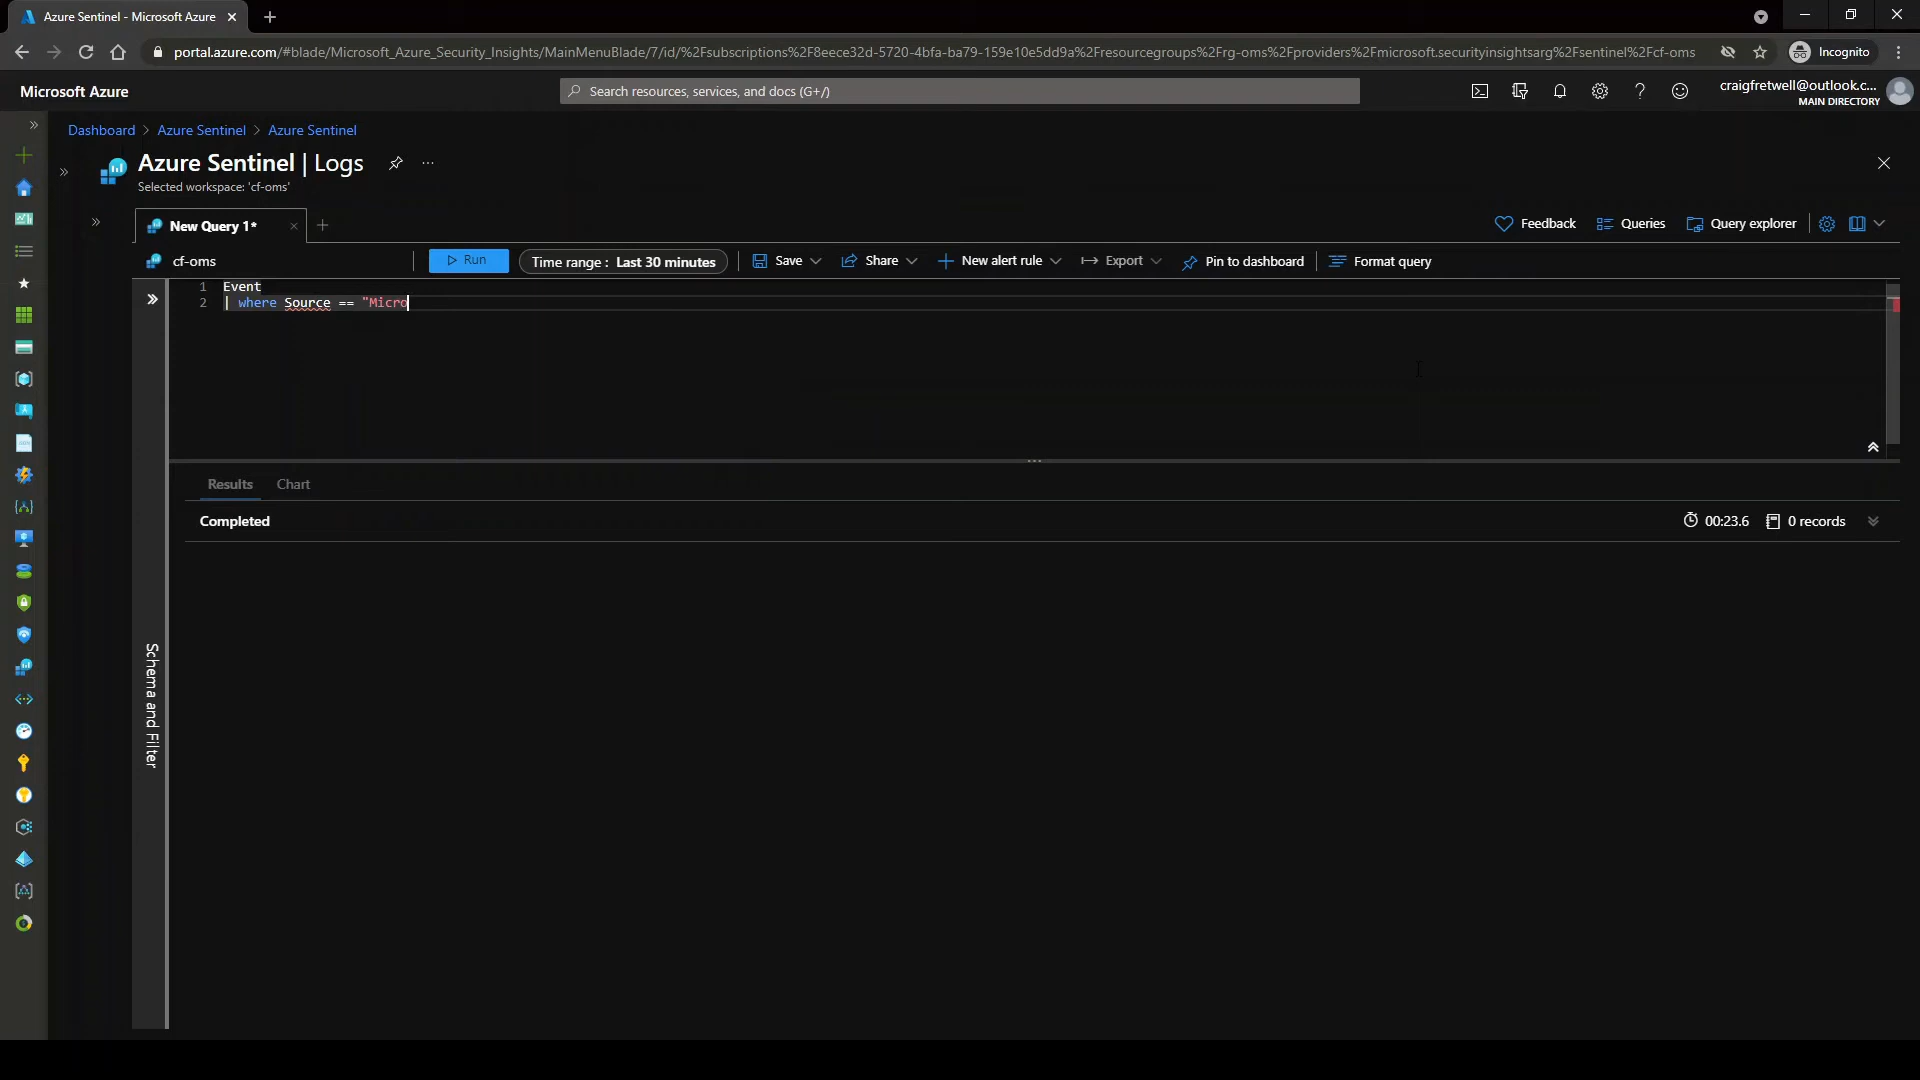 Azure Sentinel - Microsoft Azure
portal.azure.com/#blade/Microsoft_Azure_Security_Insights/MainMenuBlade/7/id/%2Fsubscriptions%2F8eece32d-5720-4bfa-ba79-159e10e5dd9a%2Fresourcegroups%2Frg-oms%2Fproviders%2Fmicrosoft.securityinsightsarg%2Fsentinel%2Fcf-oms
Incognito
Microsoft Azure
Search resources, services, and docs (G+/)
craigfretwell@outlook.c...
MAIN DIRECTORY
Dashboard > Azure Sentinel > Azure Sentinel
Azure Sentinel | Logs
Selected workspace: 'cf-oms'
New Query 1*
Feedback
Queries
Query explorer
cf-oms
Run
Time range : Last 30 minutes
Save
Share
New alert rule
Export
Pin to dashboard
Format query
1 Event
2 | where Source == "Micro
Schema and Filter
Results
Chart
Completed
00:23.6
0 records